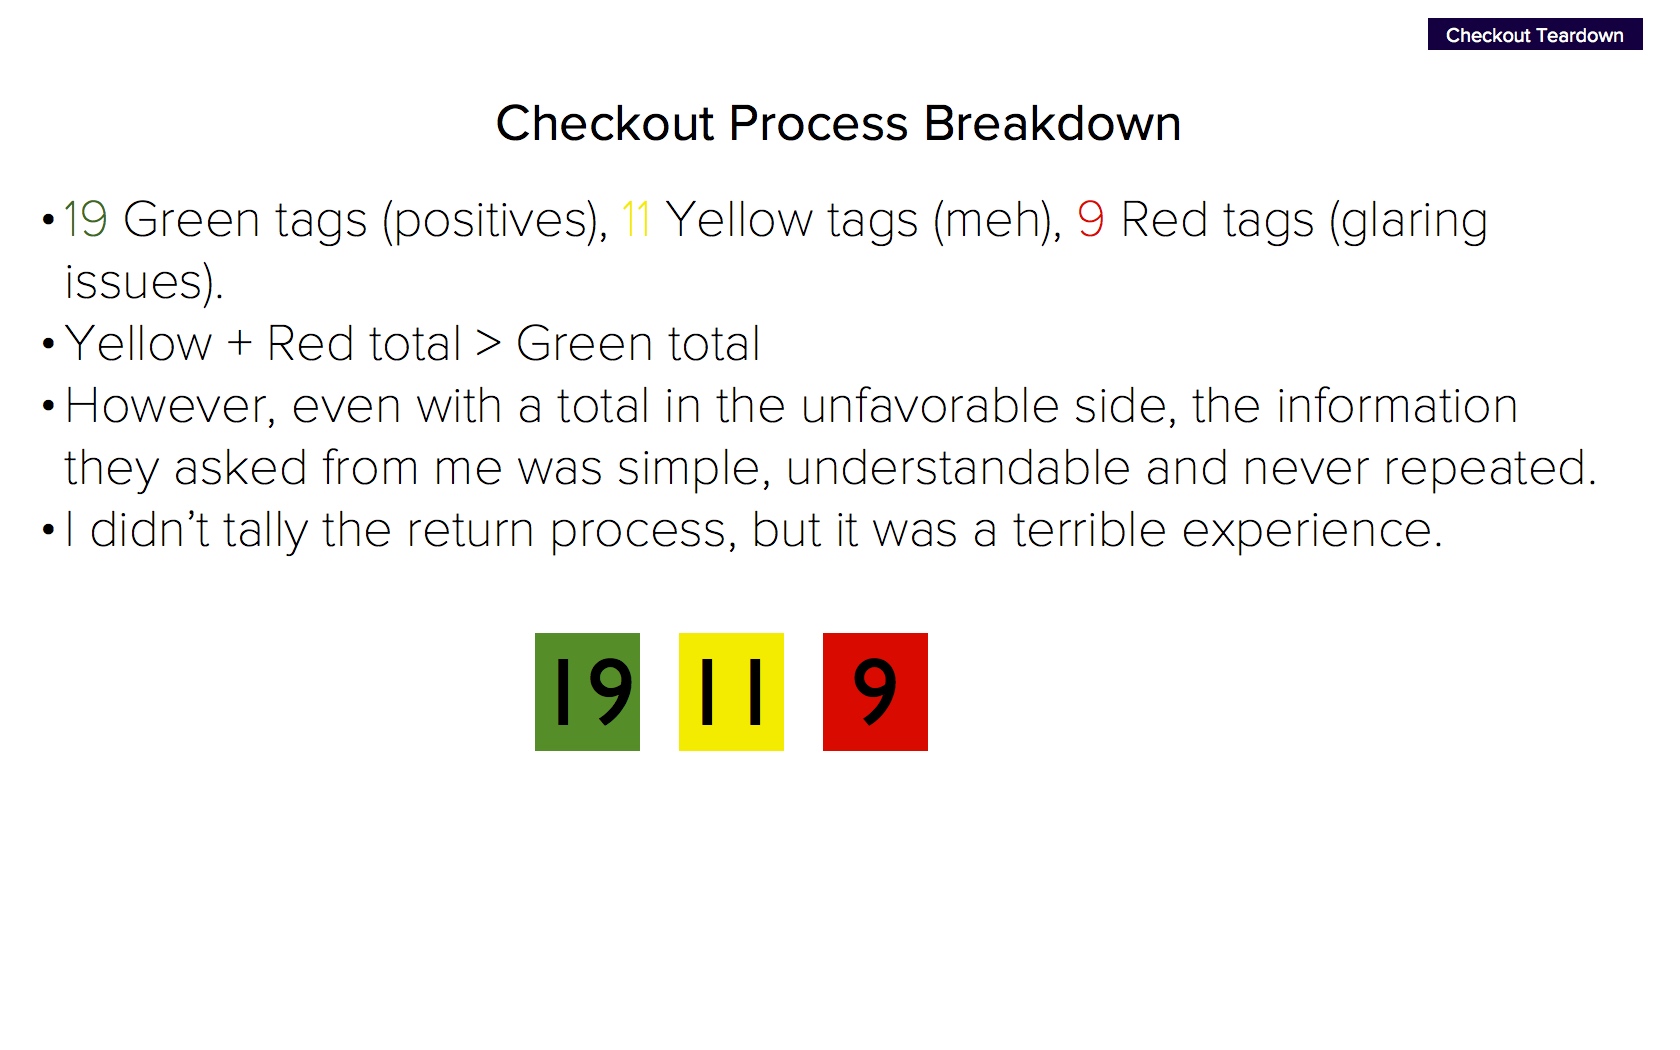 Checkout Teardown
Checkout Process Breakdown
• 19 Green tags (positives), 11 Yellow tags (meh), 9 Red tags (glaring
issues).
• Yellow + Red total > Green total
• However, even with a total in the unfavorable side, the information
they asked from me was simple, understandable and never repeated.
• I didn’t tally the return process, but it was a terrible experience.
19 11 9